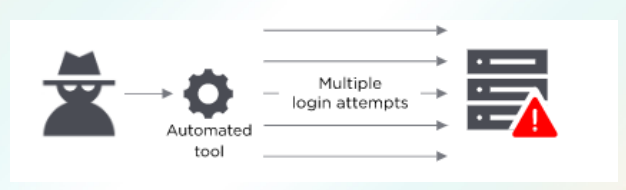 Multiple
login attempts
Automated
tool